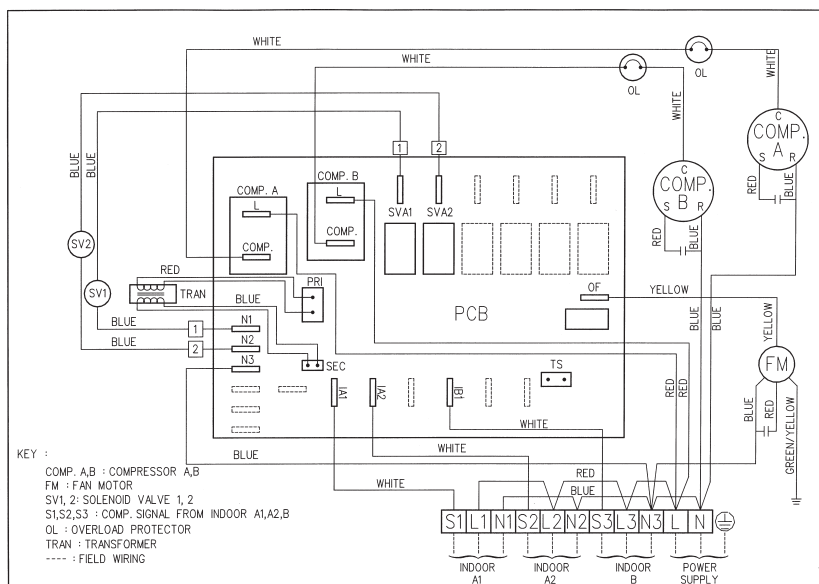 WHITE
WHITE
OL
OL
WHITE
WHITE
C
COMP.
A
S R
RED
BLUE
C
COMP.
B
S R
RED
BLUE
BLUE
BLUE
1
2
COMP. A
L
COMP.
COMP. B
L
COMP.
SVA1
SVA2
SV2
SV1
RED
TRAN
BLUE
PRI
PCB
OF
YELLOW
YELLOW
BLUE
BLUE
1
2
BLUE
BLUE
N1
N2
N3
SEC
TS
IA1
IA2
IB1
RED
RED
FM
BLUE
RED
GREEN/YELLOW
WHITE
WHITE
WHITE
BLUE
RED
BLUE
KEY :
COMP. A,B : COMPRESSOR A,B
FM : FAN MOTOR
SV1, 2: SOLENOID VALVE 1, 2
S1,S2,S3 : COMP. SIGNAL FROM INDOOR A1,A2,B
OL : OVERLOAD PROTECTOR
TRAN : TRANSFORMER
---- : FIELD WIRING
S1 L1 N1 S2 L2 N2 S3 L3 N3 L N
INDOOR
A1
INDOOR
A2
INDOOR
B
POWER
SUPPLY